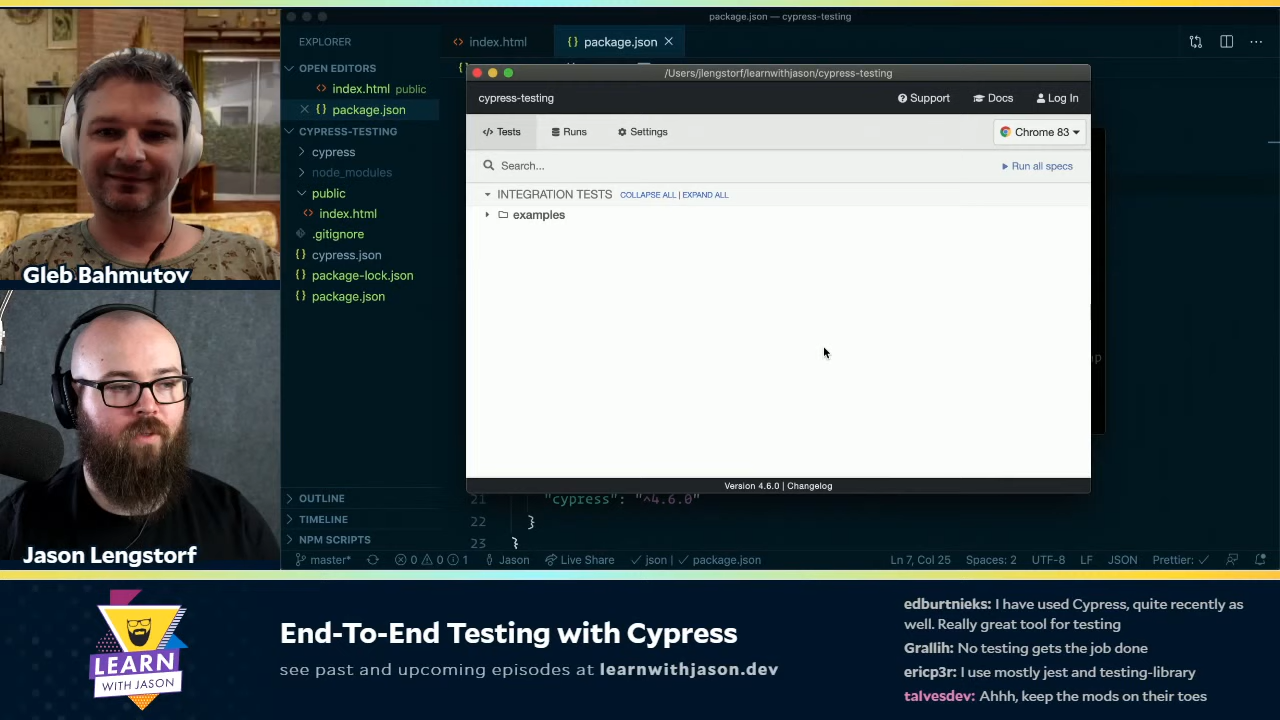 package.json — cypress-testing
EXPLORER
index.html
package.json
OPEN EDITORS
index.html public
package.json
CYPRESS-TESTING
cypress
node_modules
public
index.html
.gitignore
cypress.json
package-lock.json
package.json
OUTLINE
TIMELINE
NPM SCRIPTS
/Users/jlengstorf/learnwithjason/cypress-testing
cypress-testing
Support
Docs
Log In
Tests
Runs
Settings
Chrome 83
Search...
Run all specs
INTEGRATION TESTS COLLAPSE ALL | EXPAND ALL
examples
Version 4.6.0 | Changelog
21 "cypress": "^4.6.0"
22 }
23 }
master* 0 0 1 Jason Live Share json | package.json Ln 7, Col 25 Spaces: 2 UTF-8 LF JSON Prettier:
Gleb Bahmutov
Jason Lengstorf
LEARN
WITH JASON
End-To-End Testing with Cypress
see past and upcoming episodes at learnwithjason.dev
edburtnieks: I have used Cypress, quite recently as
well. Really great tool for testing
Grallih: No testing gets the job done
ericp3r: I use mostly jest and testing-library
talvesdev: Ahhh, keep the mods on their toes